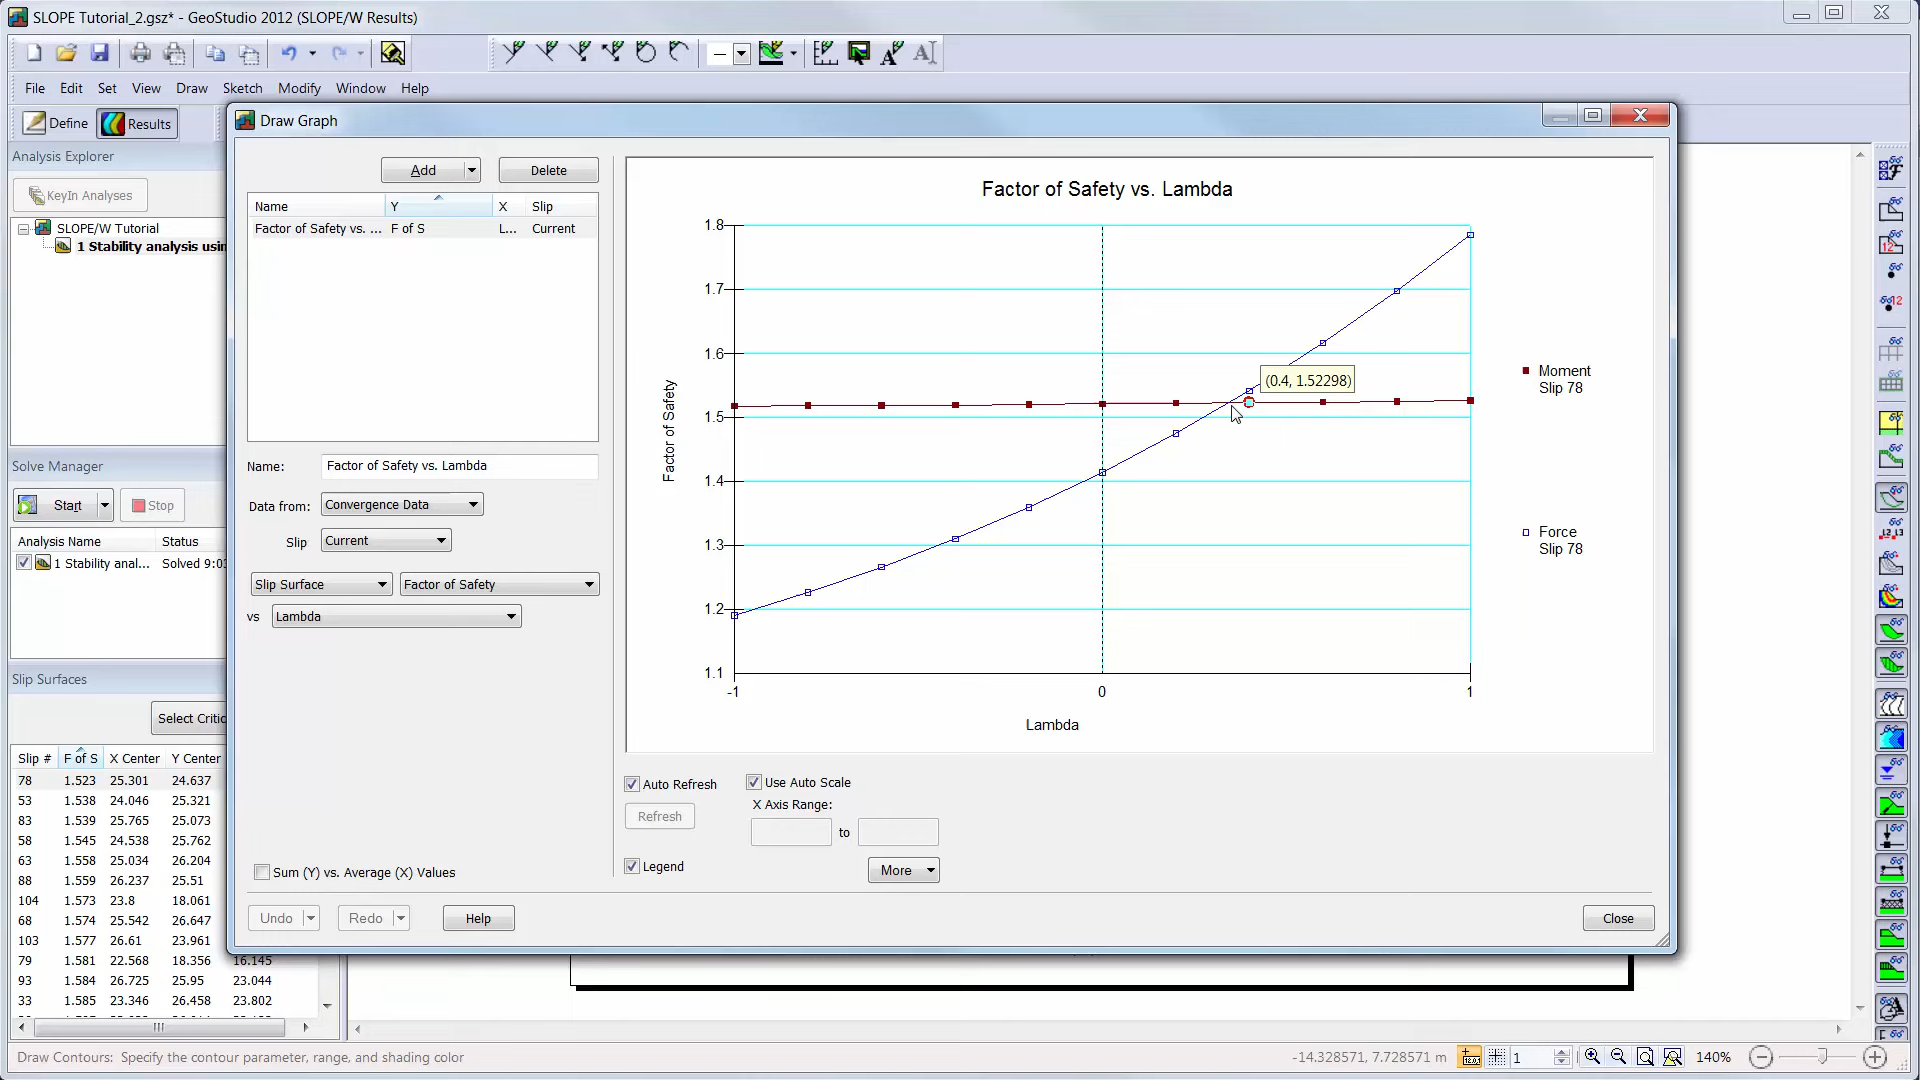 SLOPE Tutorial_2.gsz* - GeoStudio 2012 (SLOPE/W Results)
File Edit Set View Draw Sketch Modify Window Help
Define Results
Draw Graph
Analysis Explorer
KeyIn Analyses
SLOPE/W Tutorial
1 Stability analysis usin
Solve Manager
Start Stop
Analysis Name Status
1 Stability anal... Solved 9:0
Slip Surfaces
Select Critic
Slip # F of S X Center Y Center
78 1.523 25.301 24.637
53 1.538 24.046 25.321
83 1.539 25.765 25.073
58 1.545 24.538 25.762
63 1.558 25.034 26.204
88 1.559 26.237 25.51
104 1.573 23.8 18.061
68 1.574 25.542 26.647
103 1.577 26.61 23.961
79 1.581 22.568 18.356 16.145
93 1.584 26.725 25.95 23.044
33 1.585 23.346 26.458 23.802
Add Delete
Name Y X Slip
Factor of Safety vs. ... F of S L... Current
Name: Factor of Safety vs. Lambda
Data from: Convergence Data
Slip Current
Slip Surface Factor of Safety
vs Lambda
Sum (Y) vs. Average (X) Values
Undo Redo Help
Factor of Safety vs. Lambda
Factor of Safety
1.8
1.7
1.6
1.5
1.4
1.3
1.2
1.1
-1 0 1
Lambda
(0.4, 1.52298)
Moment
Slip 78
Force
Slip 78
Auto Refresh Use Auto Scale
X Axis Range:
Refresh to
Legend More
Close
Draw Contours: Specify the contour parameter, range, and shading color
-14.328571, 7.728571 m 1 140%